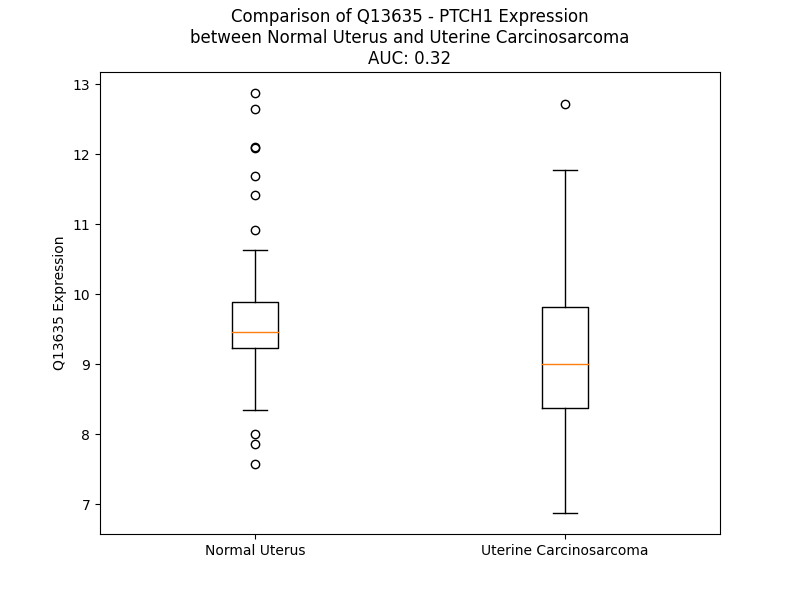 Comparison of Q13635 - PTCH1 Expression
between Normal Uterus and Uterine Carcinosarcoma
AUC: 0.32
13
12
11
10
9
8
7
Q13635 Expression
Normal Uterus
Uterine Carcinosarcoma